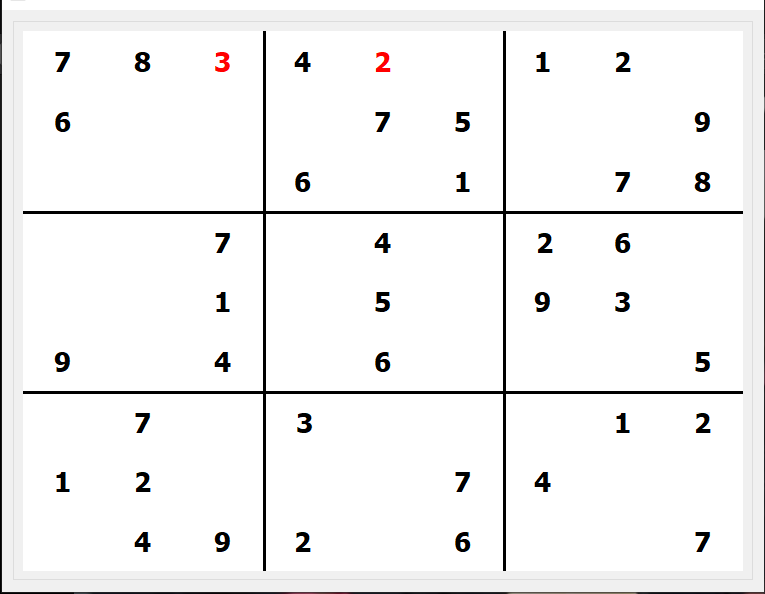 7 8 3 4 2 1 2
6 7 5 9
6 1 7 8
7 4 2 6
1 5 9 3
9 4 6 5
7 3 1 2
1 2 7 4
4 9 2 6 7